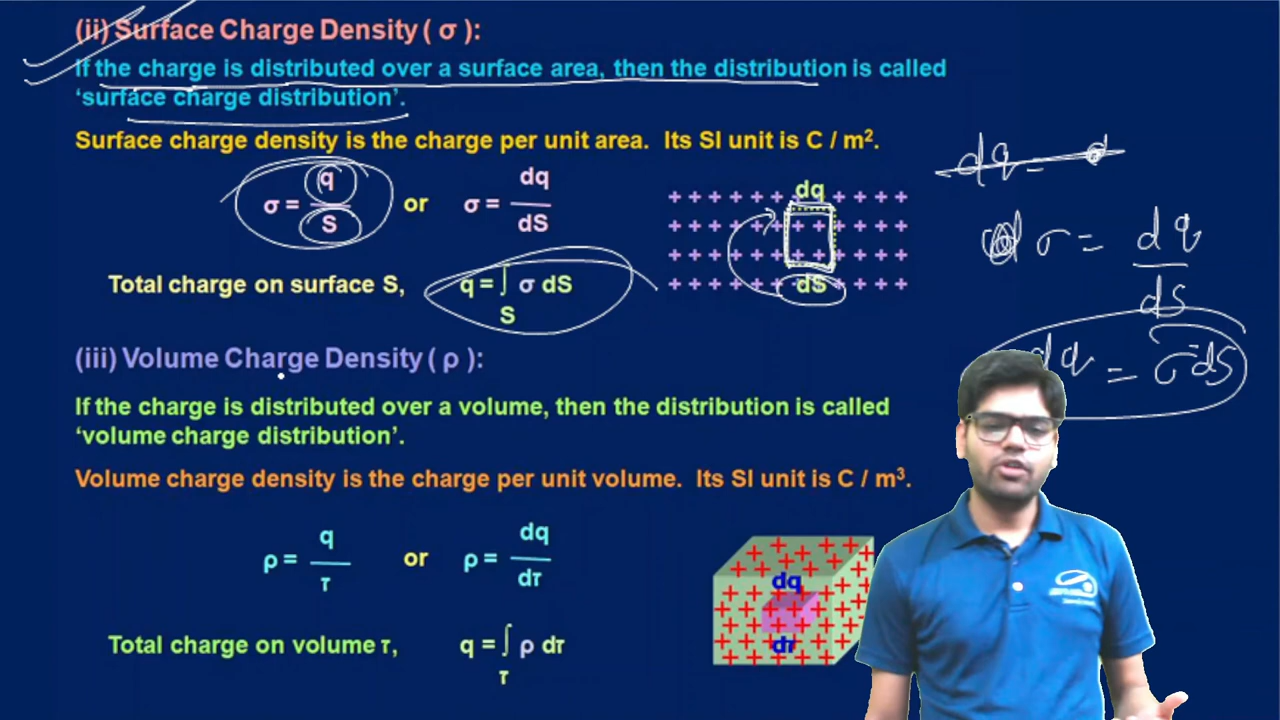 (ii) Surface Charge Density ( σ ):
If the charge is distributed over a surface area, then the distribution is called
‘surface charge distribution’.
Surface charge density is the charge per unit area. Its SI unit is C / m².
σ = q / S or σ = dq / dS
dq
dS
Total charge on surface S, q = ∫ σ dS
S
dq =
σ = dq / dS
dq = σ dS
(iii) Volume Charge Density ( ρ ):
If the charge is distributed over a volume, then the distribution is called
‘volume charge distribution’.
Volume charge density is the charge per unit volume. Its SI unit is C / m³.
ρ = q / τ or ρ = dq / dτ
dq
dτ
Total charge on volume τ, q = ∫ ρ dτ
τ